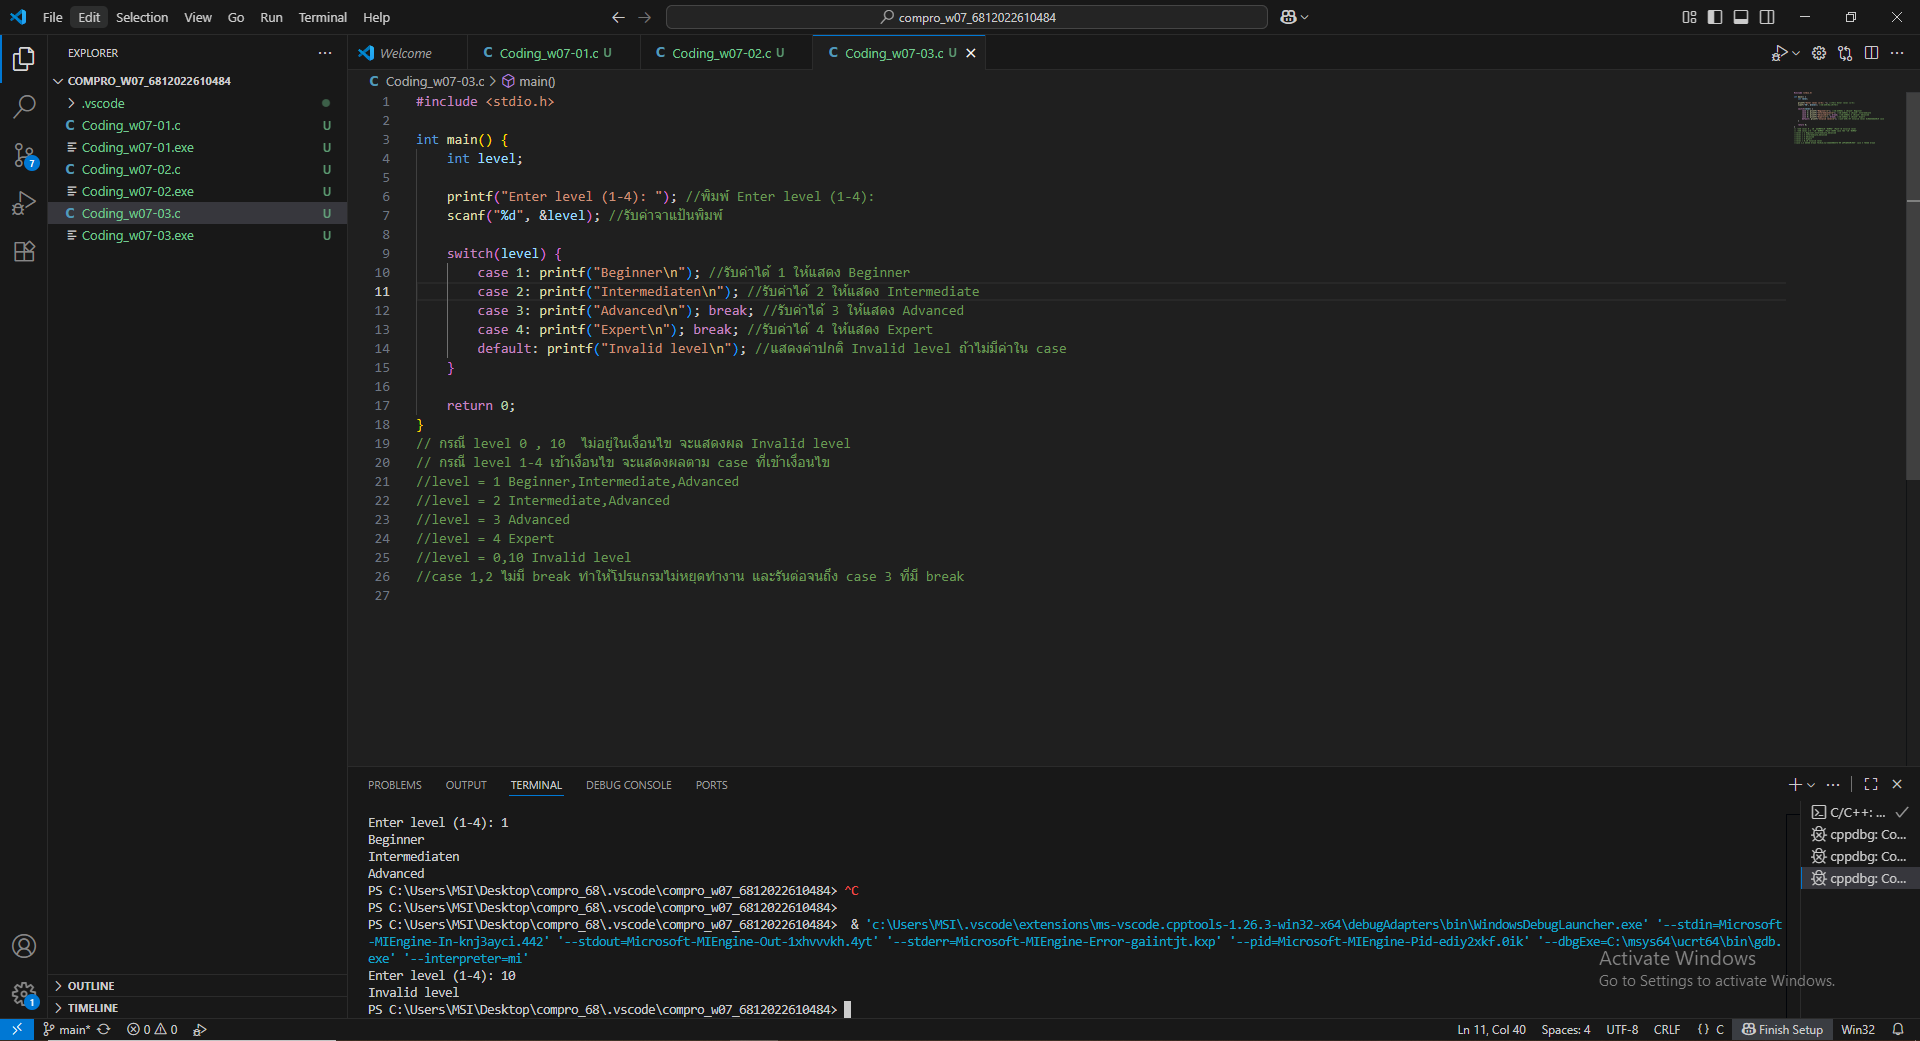 File Edit Selection View Go Run Terminal Help
compro_w07_6812022610484
EXPLORER
COMPRO_W07_6812022610484
.vscode
Coding_w07-01.c U
Coding_w07-01.exe U
Coding_w07-02.c U
Coding_w07-02.exe U
Coding_w07-03.c U
Coding_w07-03.exe U
OUTLINE
TIMELINE
7
1
Welcome
C Coding_w07-01.c U
C Coding_w07-02.c U
C Coding_w07-03.c U
C Coding_w07-03.c > main()
1 #include <stdio.h>
2
3 int main() {
4 int level;
5
6 printf("Enter level (1-4): "); //พิมพ์ Enter level (1-4):
7 scanf("%d", &level); //รับค่าจาแป้นพิมพ์
8
9 switch(level) {
10 case 1: printf("Beginner\n"); //รับค่าได้ 1 ให้แสดง Beginner
11 case 2: printf("Intermediaten\n"); //รับค่าได้ 2 ให้แสดง Intermediate
12 case 3: printf("Advanced\n"); break; //รับค่าได้ 3 ให้แสดง Advanced
13 case 4: printf("Expert\n"); break; //รับค่าได้ 4 ให้แสดง Expert
14 default: printf("Invalid level\n"); //แสดงค่าปกติ Invalid level ถ้าไม่มีค่าใน case
15 }
16
17 return 0;
18 }
19 // กรณี level 0 , 10 ไม่อยู่ในเงื่อนไข จะแสดงผล Invalid level
20 // กรณี level 1-4 เข้าเงื่อนไข จะแสดงผลตาม case ที่เข้าเงื่อนไข
21 //level = 1 Beginner,Intermediate,Advanced
22 //level = 2 Intermediate,Advanced
23 //level = 3 Advanced
24 //level = 4 Expert
25 //level = 0,10 Invalid level
26 //case 1,2 ไม่มี break ทำให้โปรแกรมไม่หยุดทำงาน และรันต่อจนถึง case 3 ที่มี break
27
PROBLEMS OUTPUT TERMINAL DEBUG CONSOLE PORTS
Enter level (1-4): 1
Beginner
Intermediaten
Advanced
PS C:\Users\MSI\Desktop\compro_68\.vscode\compro_w07_6812022610484> ^C
PS C:\Users\MSI\Desktop\compro_68\.vscode\compro_w07_6812022610484>
PS C:\Users\MSI\Desktop\compro_68\.vscode\compro_w07_6812022610484> & 'c:\Users\MSI\.vscode\extensions\ms-vscode.cpptools-1.26.3-win32-x64\debugAdapters\bin\WindowsDebugLauncher.exe' '--stdin=Microsoft
-MIEngine-In-knj3ayci.442' '--stdout=Microsoft-MIEngine-Out-1xhvvvkh.4yt' '--stderr=Microsoft-MIEngine-Error-gaiintjt.kxp' '--pid=Microsoft-MIEngine-Pid-ediy2xkf.0ik' '--dbgExe=C:\msys64\ucrt64\bin\gdb.
exe' '--interpreter=mi'
Enter level (1-4): 10
Invalid level
PS C:\Users\MSI\Desktop\compro_68\.vscode\compro_w07_6812022610484>
C/C++: ...
cppdbg: Co...
cppdbg: Co...
cppdbg: Co...
Activate Windows
Go to Settings to activate Windows.
main* 0 0
Ln 11, Col 40 Spaces: 4 UTF-8 CRLF {} C Finish Setup Win32